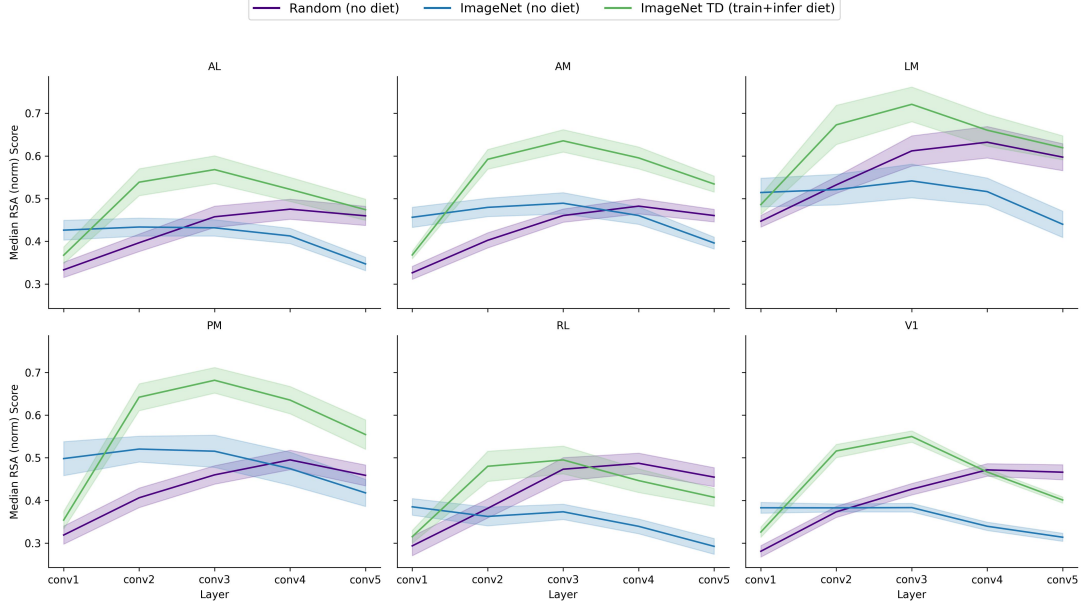 Random (no diet) ImageNet (no diet) ImageNet TD (train+infer diet)
AL AM LM
Median RSA (norm) Score
0.7
0.6
0.5
0.4
0.3
PM RL V1
Median RSA (norm) Score
0.7
0.6
0.5
0.4
0.3
conv1 conv2 conv3 conv4 conv5 conv1 conv2 conv3 conv4 conv5 conv1 conv2 conv3 conv4 conv5
Layer Layer Layer